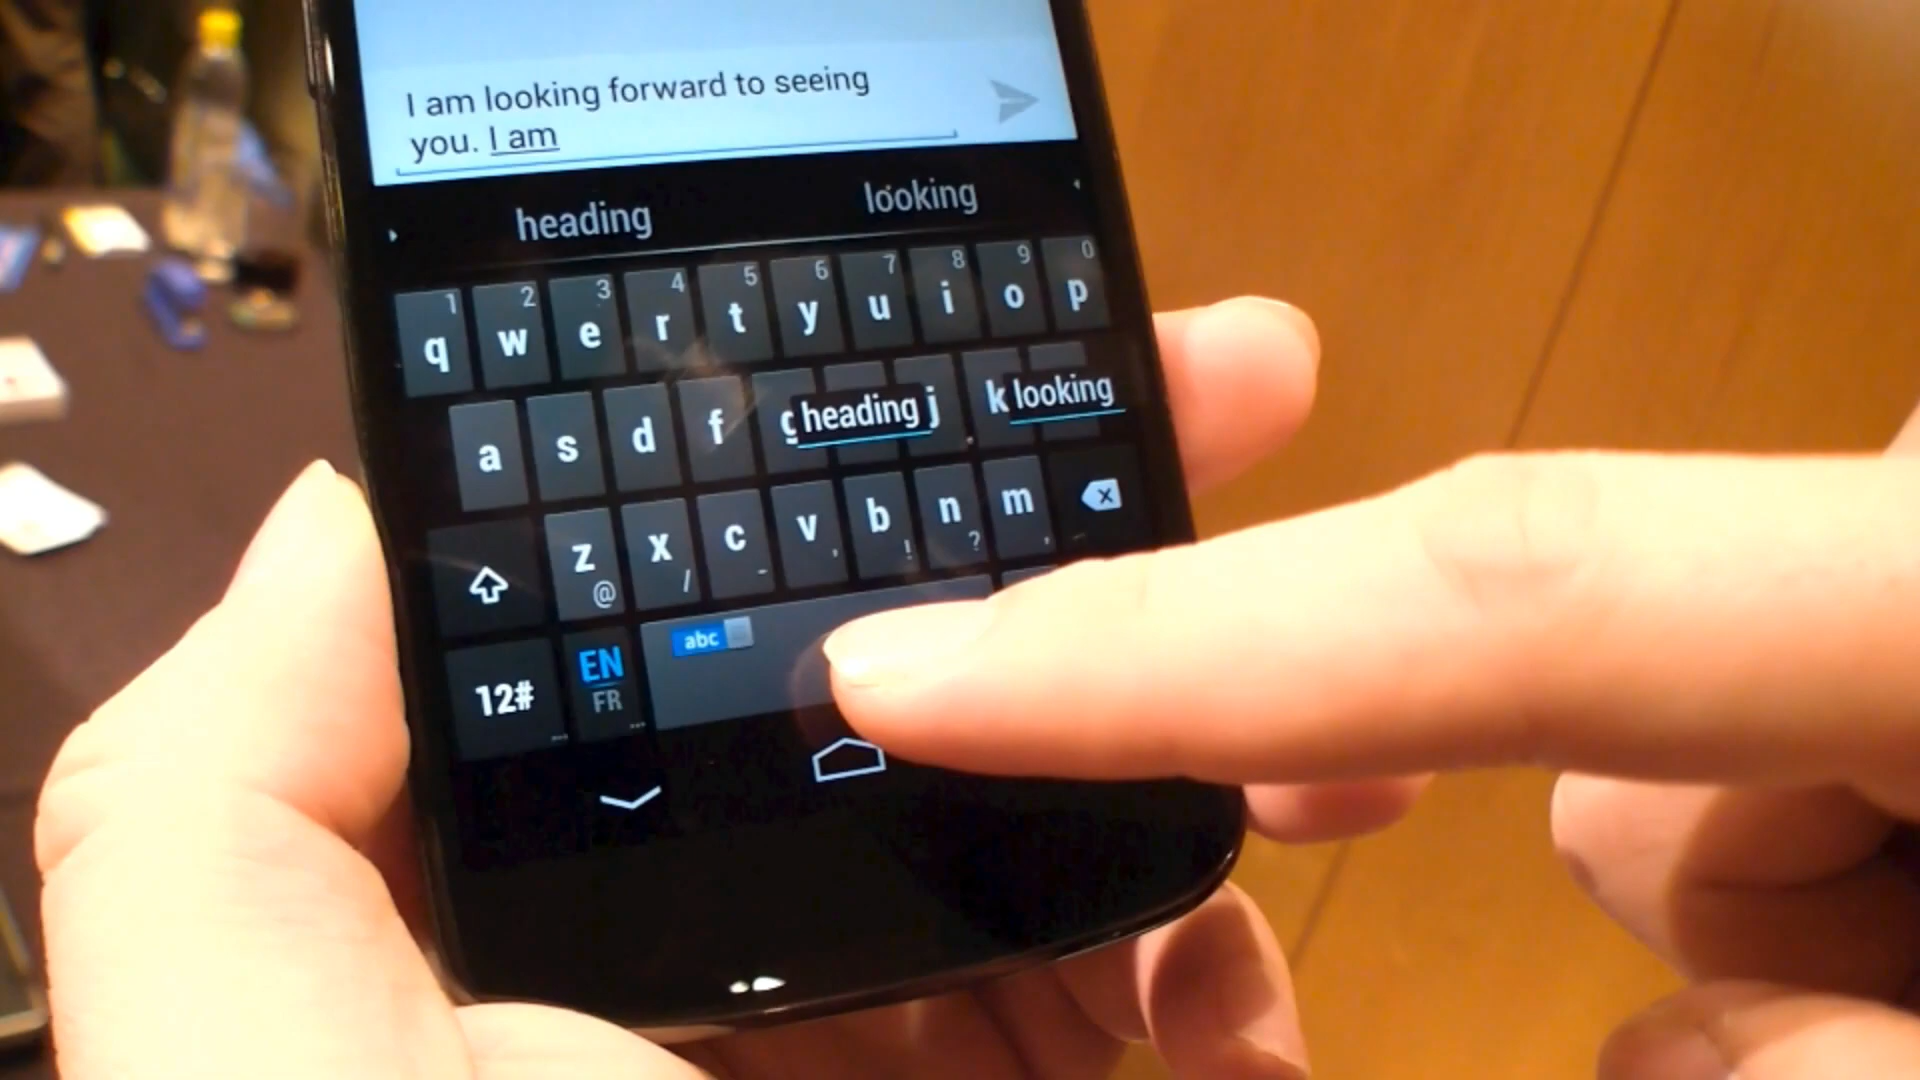 I am looking forward to seeing
you. I am
heading looking
1 2 3 4 5 6 7 8 9 0
q w e r t y u i o p
a s d f g heading j k looking
z x c v b n m
@ / - ' ! ? ,
abc
12# EN
FR